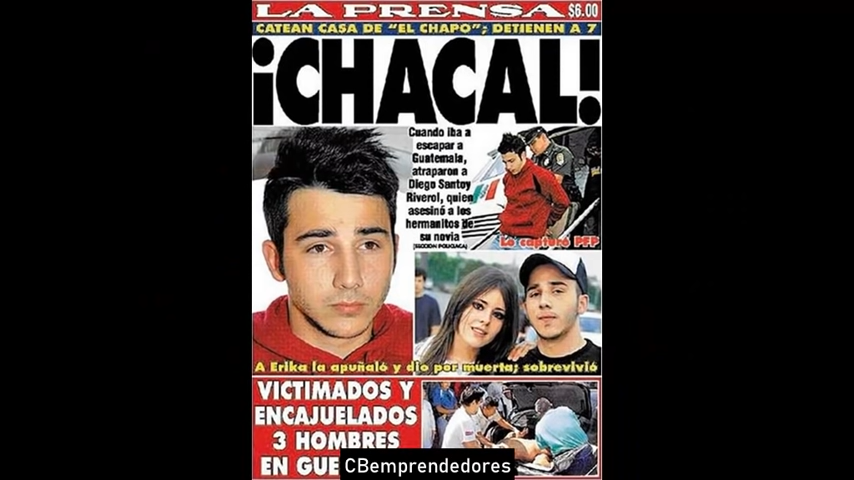 LA PRENSA
$6.00
CATEAN CASA DE "EL CHAPO"; DETIENEN A 7
¡CHACAL!
Cuando iba a
escapar a
Guatemala,
atraparon a
Diego Santoy
Riverol, quien
asesinó a los
hermanitos de
su novia
(SECCIÓN POLICIACA)
Lo capturó PFP
A Erika la apuñaló y dio por muerta; sobrevivió
VICTIMADOS Y
ENCAJUELADOS
3 HOMBRES
EN GUE
CBemprendedores